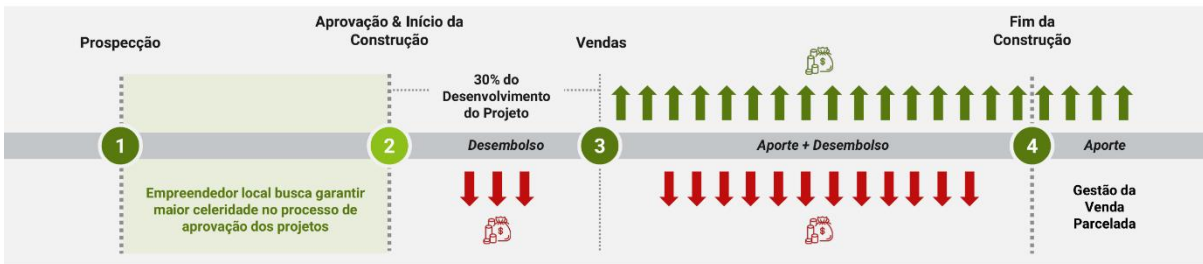 Prospecção
Aprovação & Início da
Construção
Vendas
Fim da
Construção
30% do
Desenvolvimento
do Projeto
1
2
Desembolso
3
Aporte + Desembolso
4
Aporte
Empreendedor local busca garantir
maior celeridade no processo de
aprovação dos projetos
Gestão da
Venda
Parcelada
$
$
$